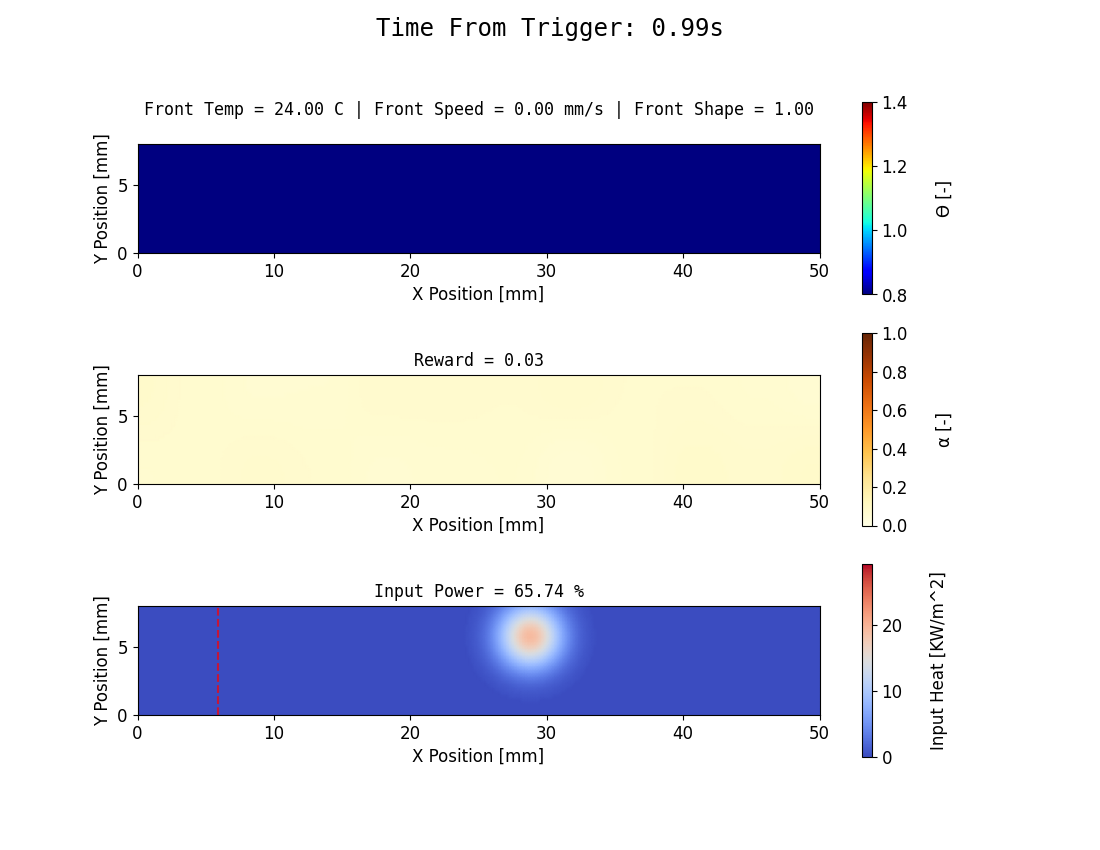 Time From Trigger: 0.99s
Front Temp = 24.00 C | Front Speed = 0.00 mm/s | Front Shape = 1.00
Y Position [mm]
5
0
0 10 20 30 40 50
X Position [mm]
1.4
1.2
1.0
0.8
Θ [-]
Reward = 0.03
Y Position [mm]
5
0
0 10 20 30 40 50
X Position [mm]
1.0
0.8
0.6
0.4
0.2
0.0
α [-]
Input Power = 65.74 %
Y Position [mm]
5
0
0 10 20 30 40 50
X Position [mm]
20
10
0
Input Heat [KW/m^2]